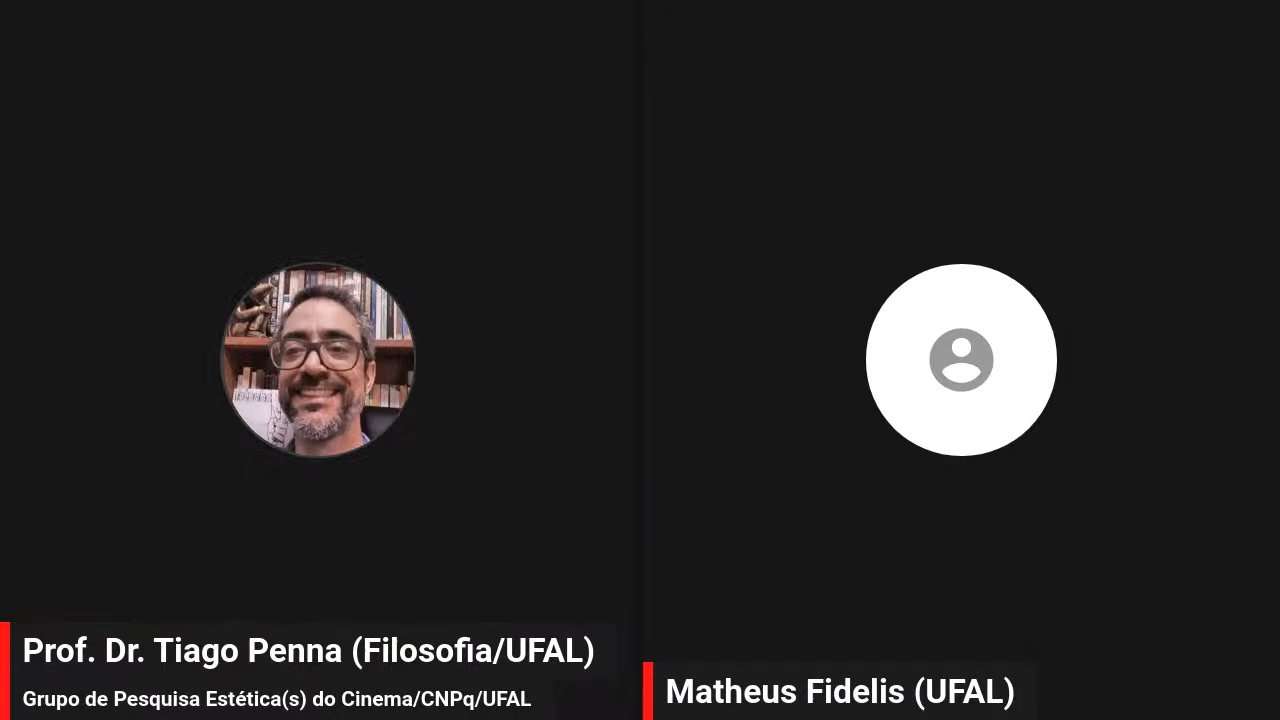 Prof. Dr. Tiago Penna (Filosofia/UFAL)
Grupo de Pesquisa Estética(s) do Cinema/CNPq/UFAL
Matheus Fidelis (UFAL)